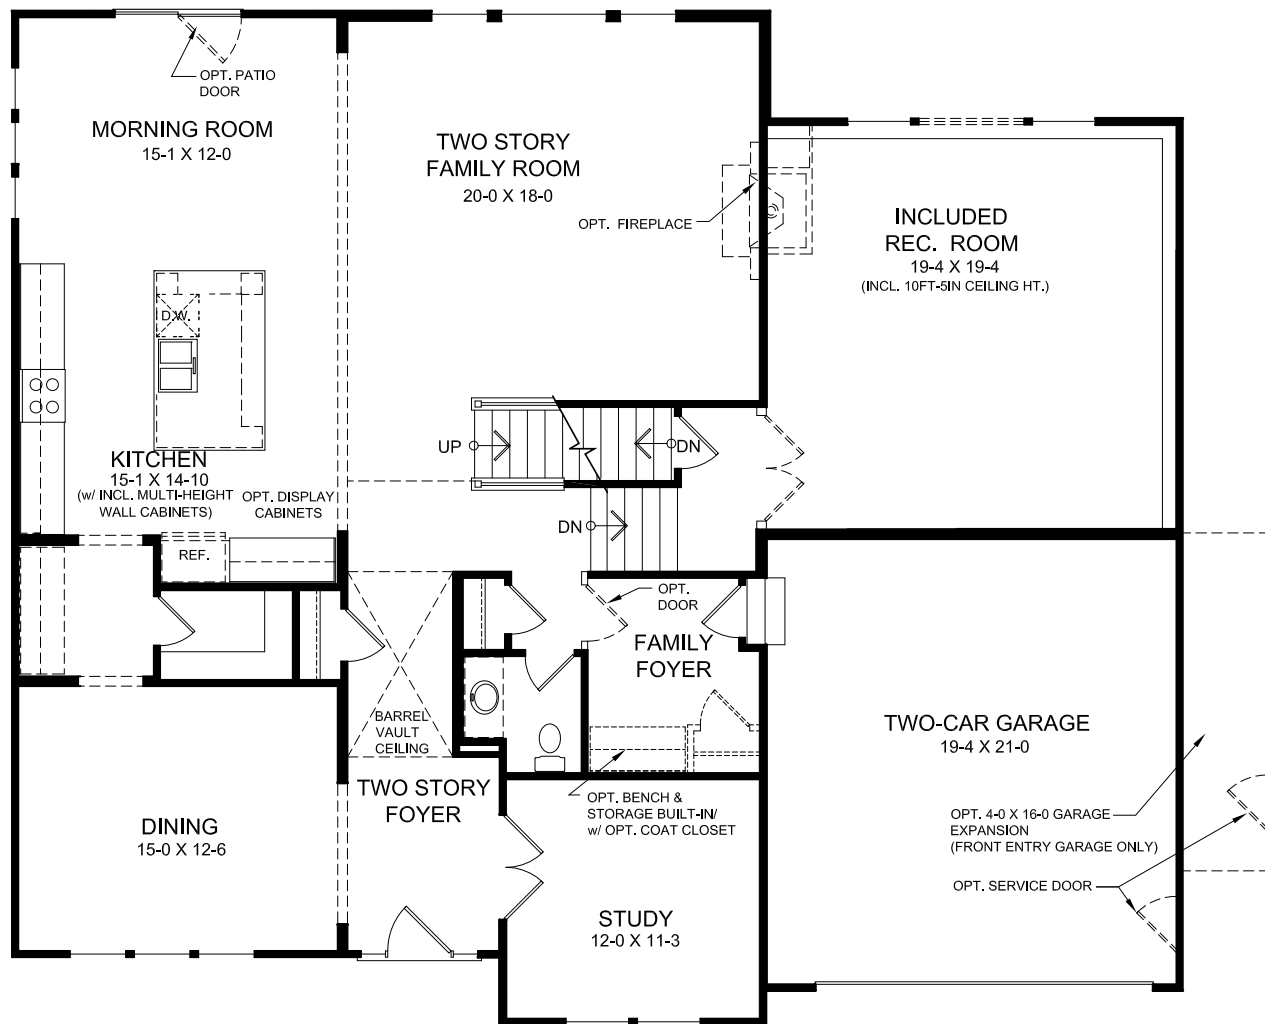 OPT. PATIO
DOOR
MORNING ROOM
15-1 X 12-0
TWO STORY
FAMILY ROOM
20-0 X 18-0
OPT. FIREPLACE
INCLUDED
REC. ROOM
19-4 X 19-4
(INCL. 10FT-5IN CEILING HT.)
D.W.
UP
DN
KITCHEN
15-1 X 14-10
(w/ INCL. MULTI-HEIGHT
WALL CABINETS)
OPT. DISPLAY
CABINETS
DN
REF.
OPT.
DOOR
FAMILY
FOYER
BARREL
VAULT
CEILING
TWO STORY
FOYER
TWO-CAR GARAGE
19-4 X 21-0
OPT. BENCH &
STORAGE BUILT-IN/
w/ OPT. COAT CLOSET
OPT. 4-0 X 16-0 GARAGE
EXPANSION
(FRONT ENTRY GARAGE ONLY)
DINING
15-0 X 12-6
OPT. SERVICE DOOR
STUDY
12-0 X 11-3